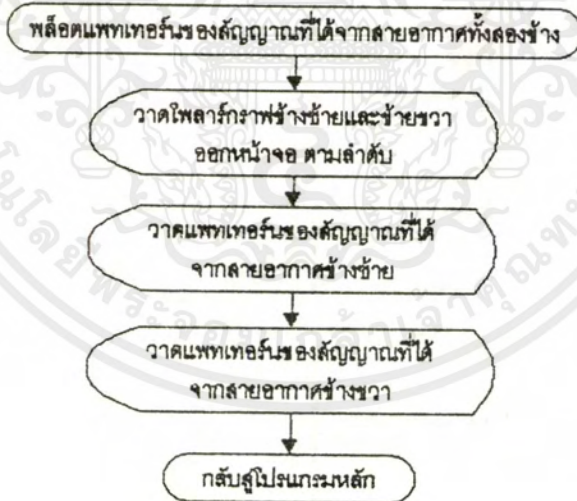 พล็อตแพทเทอร์นของสัญญาณที่ได้จากสายอากาศทั้งสองข้าง
วาดโพลาร์กราฟข้างซ้ายและซ้ายขวา
ออกหน้าจอ ตามลำดับ
วาดแพทเทอร์นของสัญญาณที่ได้
จากสายอากาศข้างซ้าย
วาดแพทเทอร์นของสัญญาณที่ได้
จากสายอากาศข้างขวา
กลับสู่โปรแกรมหลัก